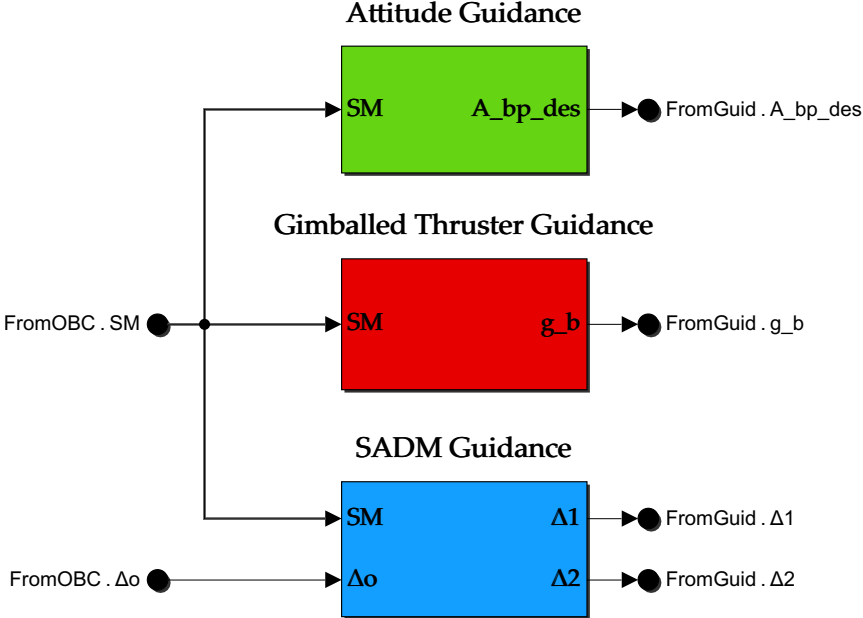 Attitude Guidance
SM A_bp_des FromGuid . A_bp_des
Gimballed Thruster Guidance
FromOBC . SM SM g_b FromGuid . g_b
SADM Guidance
SM Δ1 FromGuid . Δ1
FromOBC . Δo Δo Δ2 FromGuid . Δ2